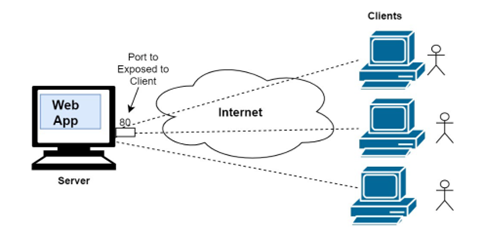 Clients
Port to
Exposed to
Client
Web
App
80
Internet
Server